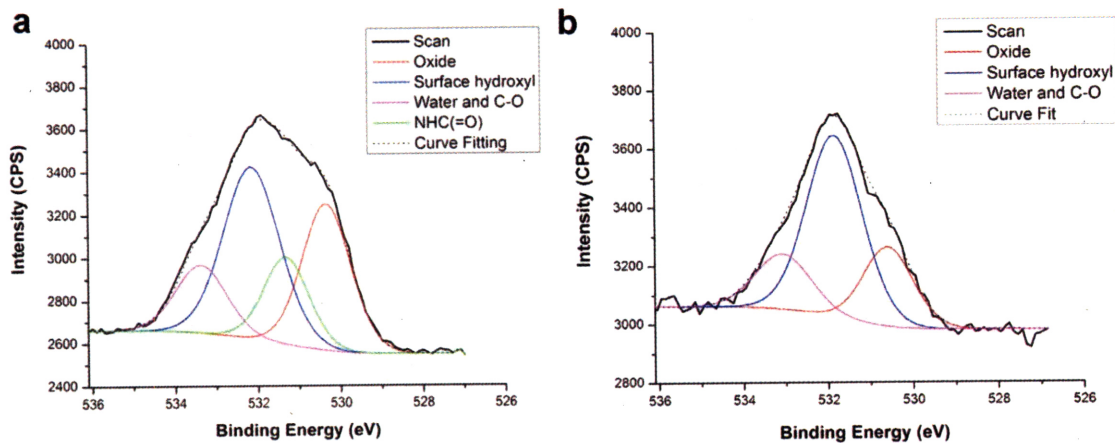 a
Scan
Oxide
Surface hydroxyl
Water and C-O
NHC(=O)
Curve Fitting
4000
3800
3600
3400
3200
3000
2800
2600
2400
Intensity (CPS)
536
534
532
530
528
526
Binding Energy (eV)
b
Scan
Oxide
Surface hydroxyl
Water and C-O
Curve Fit
4000
3800
3600
3400
3200
3000
2800
Intensity (CPS)
536
534
532
530
528
526
Binding Energy (eV)